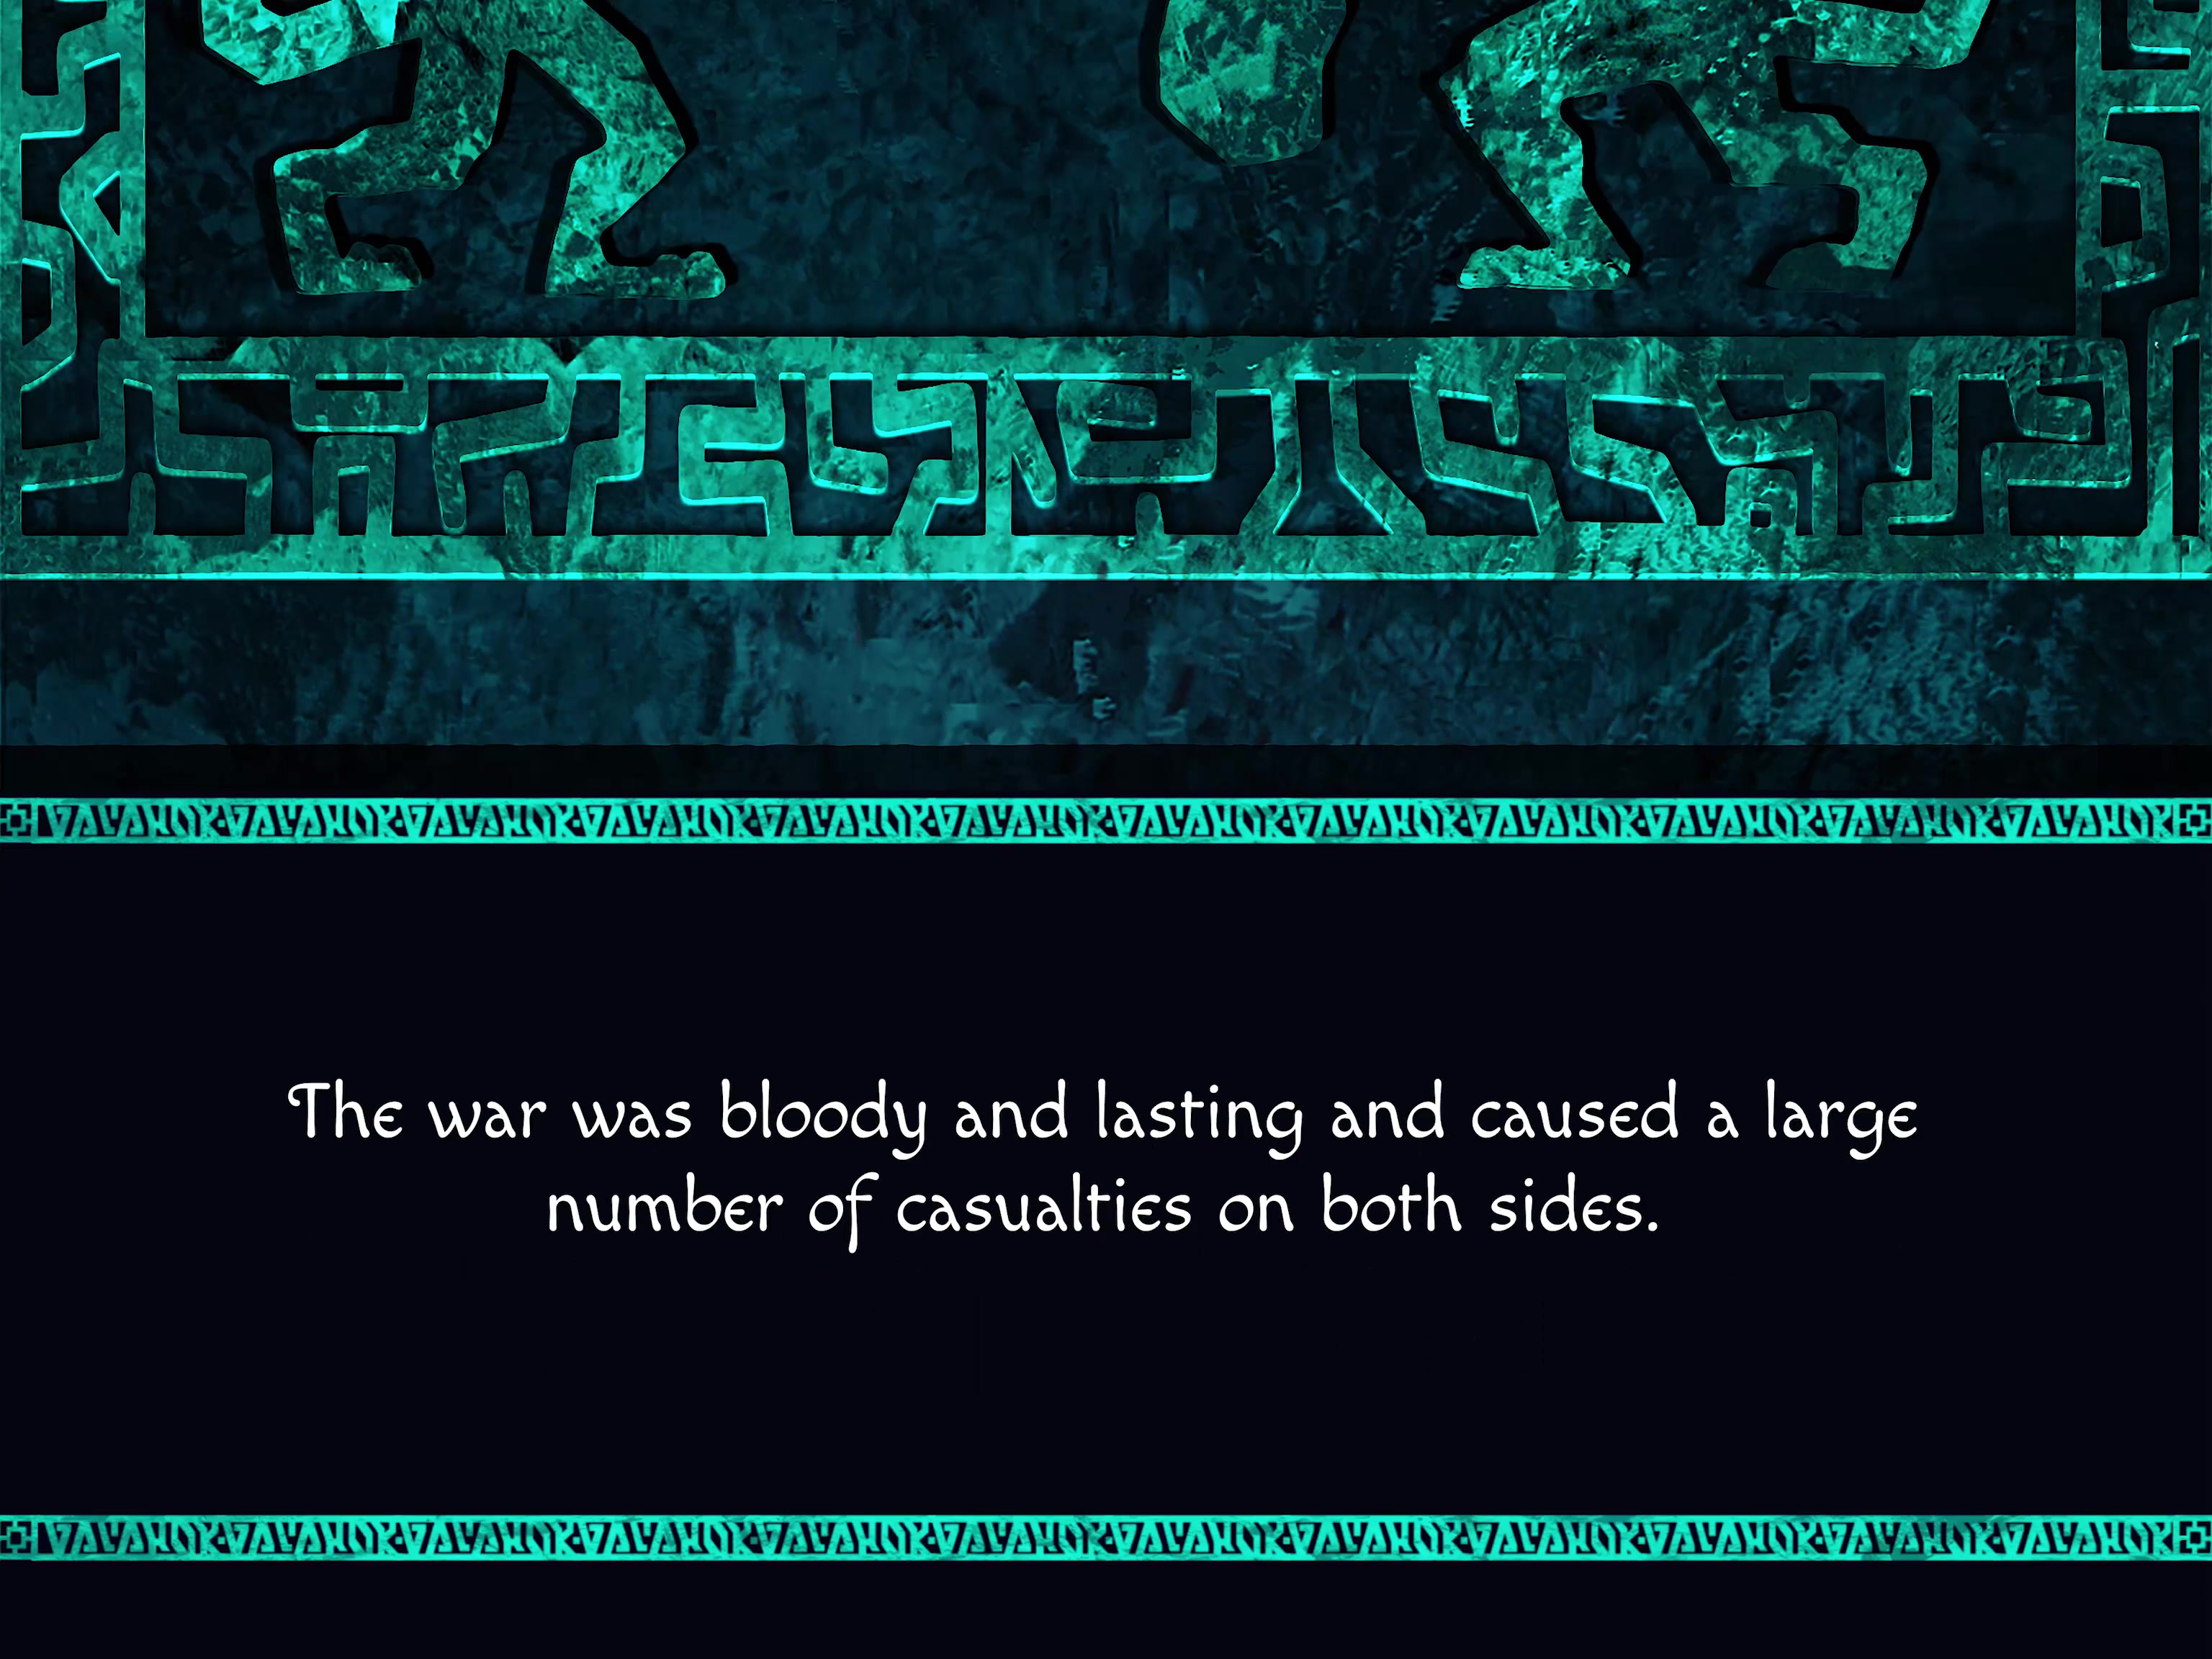 The war was bloody and lasting and caused a large
number of casualties on both sides.